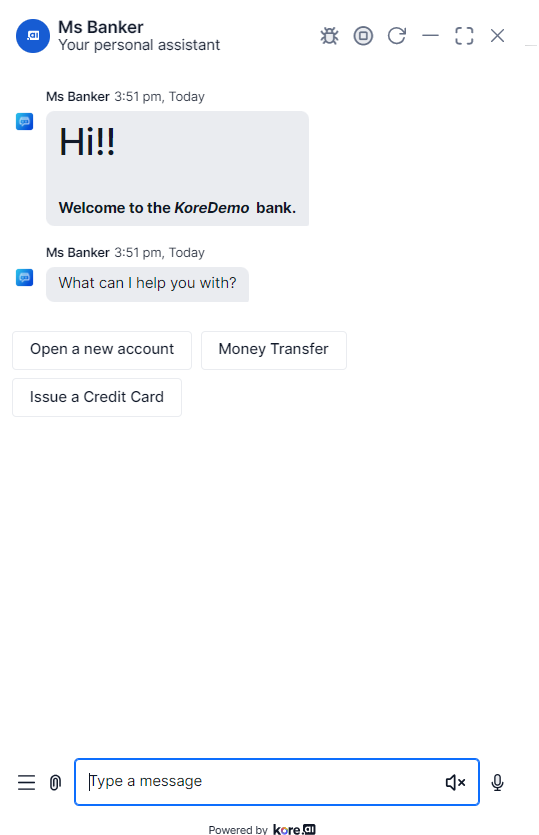 .ai
Ms Banker
Your personal assistant
Ms Banker 3:51 pm, Today
Hi!!
Welcome to the KoreDemo bank.
Ms Banker 3:51 pm, Today
What can I help you with?
Open a new account
Money Transfer
Issue a Credit Card
Type a message
Powered by kore.ai